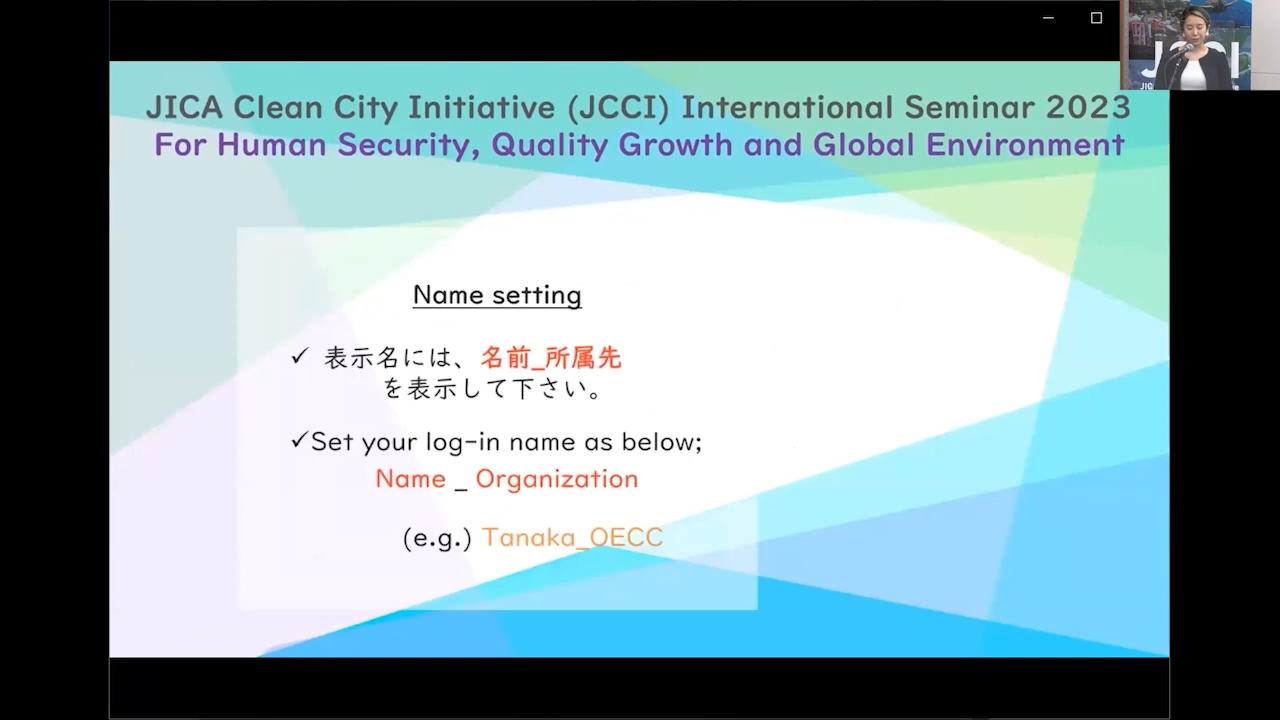 JICA Clean City Initiative (JCCI) International Seminar 2023
For Human Security, Quality Growth and Global Environment
Name setting
✓ 表示名には、名前_所属先
を表示して下さい。
✓Set your log-in name as below;
Name _ Organization
(e.g.) Tanaka_OECC